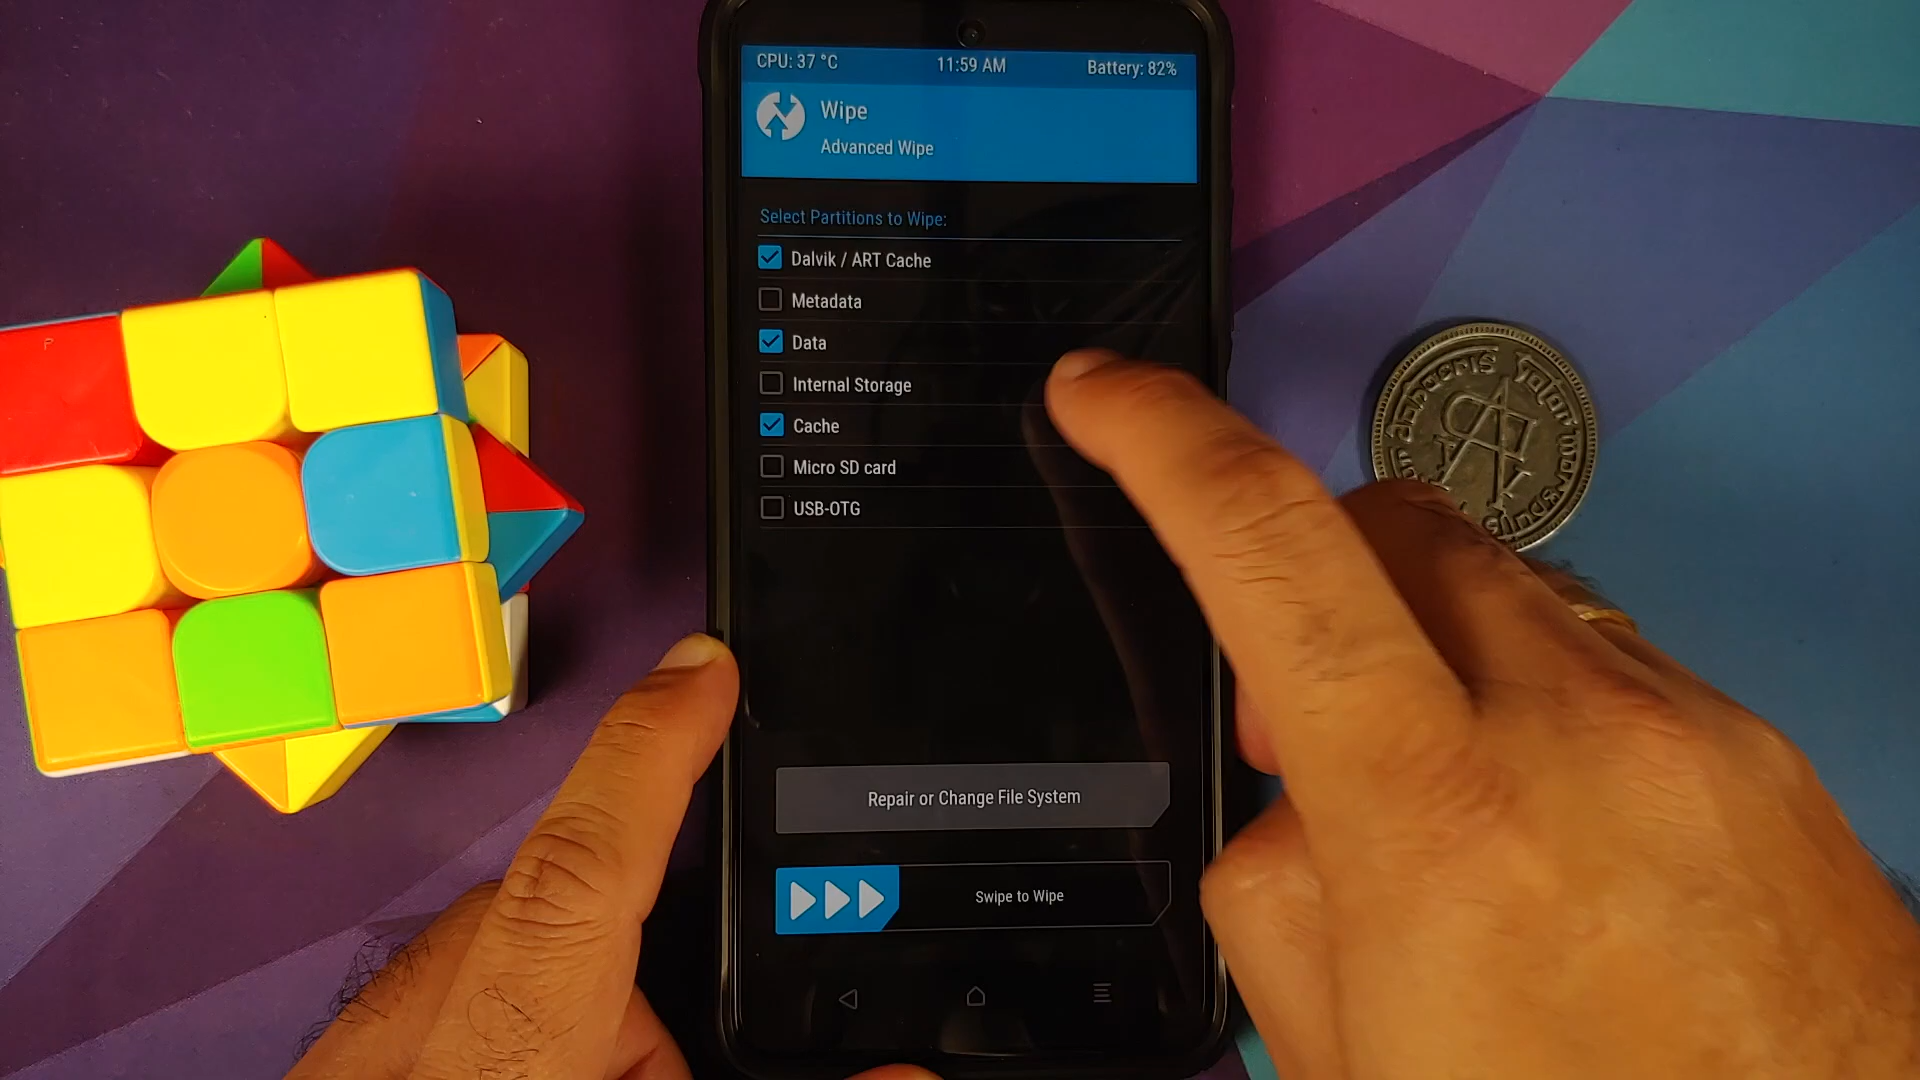 CPU: 37 °C
11:59 AM
Battery: 82%
Wipe
Advanced Wipe
Select Partitions to Wipe:
Dalvik / ART Cache
Metadata
Data
Internal Storage
Cache
Micro SD card
USB-OTG
Repair or Change File System
Swipe to Wipe